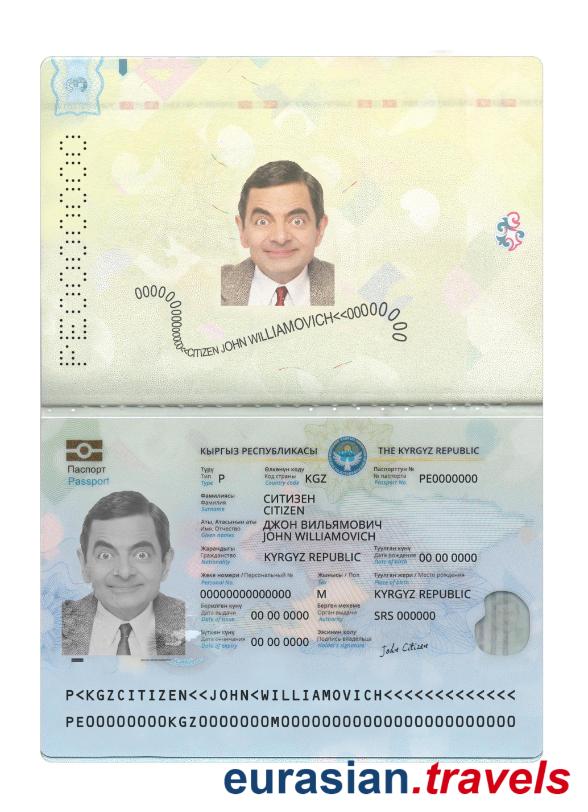 PE0000000
0000000000000<<CITIZEN JOHN WILLIAMOVICH<<00000000
КЫРГЫЗ РЕСПУБЛИКАСЫ THE KYRGYZ REPUBLIC
Паспорт
Passport
Түрү Өлкөнүн коду Паспорттун №
Тип P Код страны KGZ № паспорта PE0000000
Type Country code Passport No.
Фамилиясы
Фамилия СИТИЗЕН
Surname CITIZEN
Аты, Атасынын аты
Имя, Отчество ДЖОН ВИЛЬЯМОВИЧ
Given names JOHN WILLIAMOVICH
Жарандыгы Туулган күнү
Гражданство KYRGYZ REPUBLIC Дата рождения 00 00 0000
Nationality Date of birth
Жеке номери / Персональный № Жынысы / Пол Туулган жери / Место рождения
Personal No. Sex Place of birth
00000000000000 M KYRGYZ REPUBLIC
Берилген күнү Берген мекеме
Дата выдачи 00 00 0000 Орган выдачи SRS 000000
Date of issue Authority
Бүткөн күнү Ээсинин колу
Дата окончания 00 00 0000 Подпись владельца John Citizen
Date of expiry Holder's signature
P<KGZCITIZEN<<JOHN<WILLIAMOVICH<<<<<<<<<<<<<
PE00000000KGZ0000000M00000000000000000000000
eurasian.travels